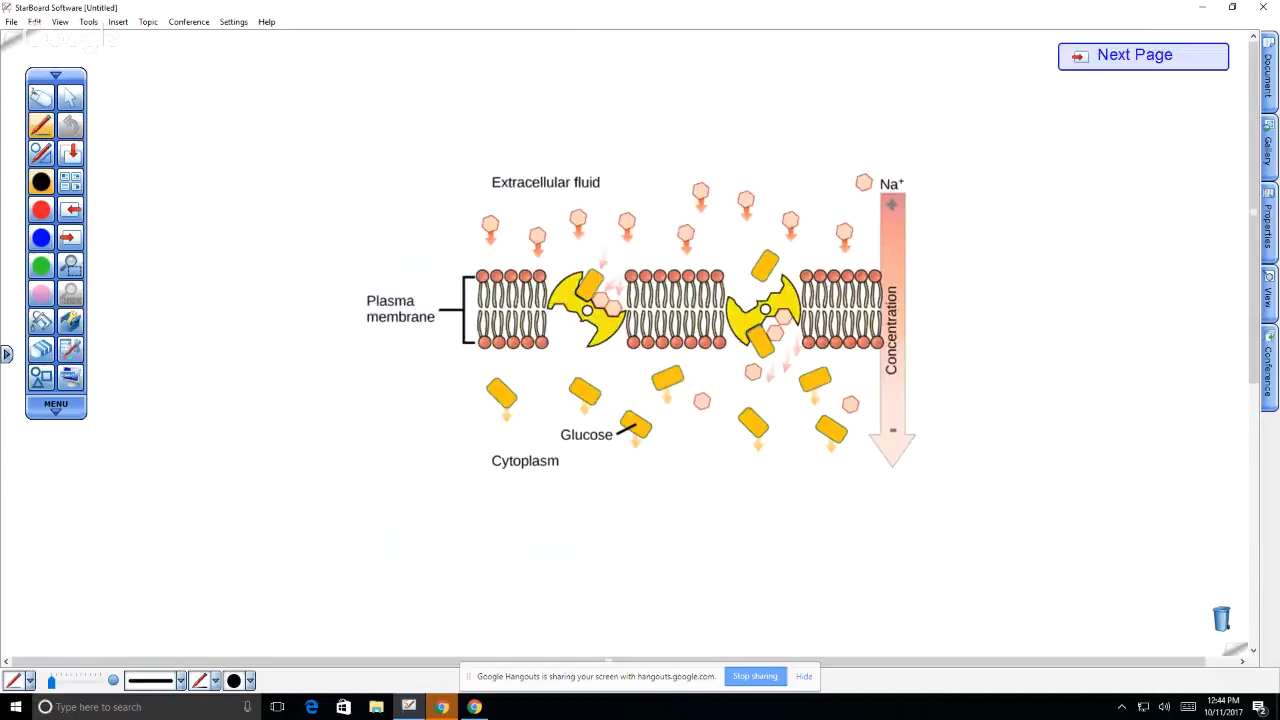 StarBoard Software [Untitled]
File Edit View Tools Insert Topic Conference Settings Help
Next Page
Document
Gallery
Properties
View
Conference
MENU
Extracellular fluid
Na⁺
+
Plasma
membrane
Concentration
-
Glucose
Cytoplasm
Google Hangouts is sharing your screen with hangouts.google.com. Stop sharing Hide
Type here to search
12:44 PM
10/11/2017
2